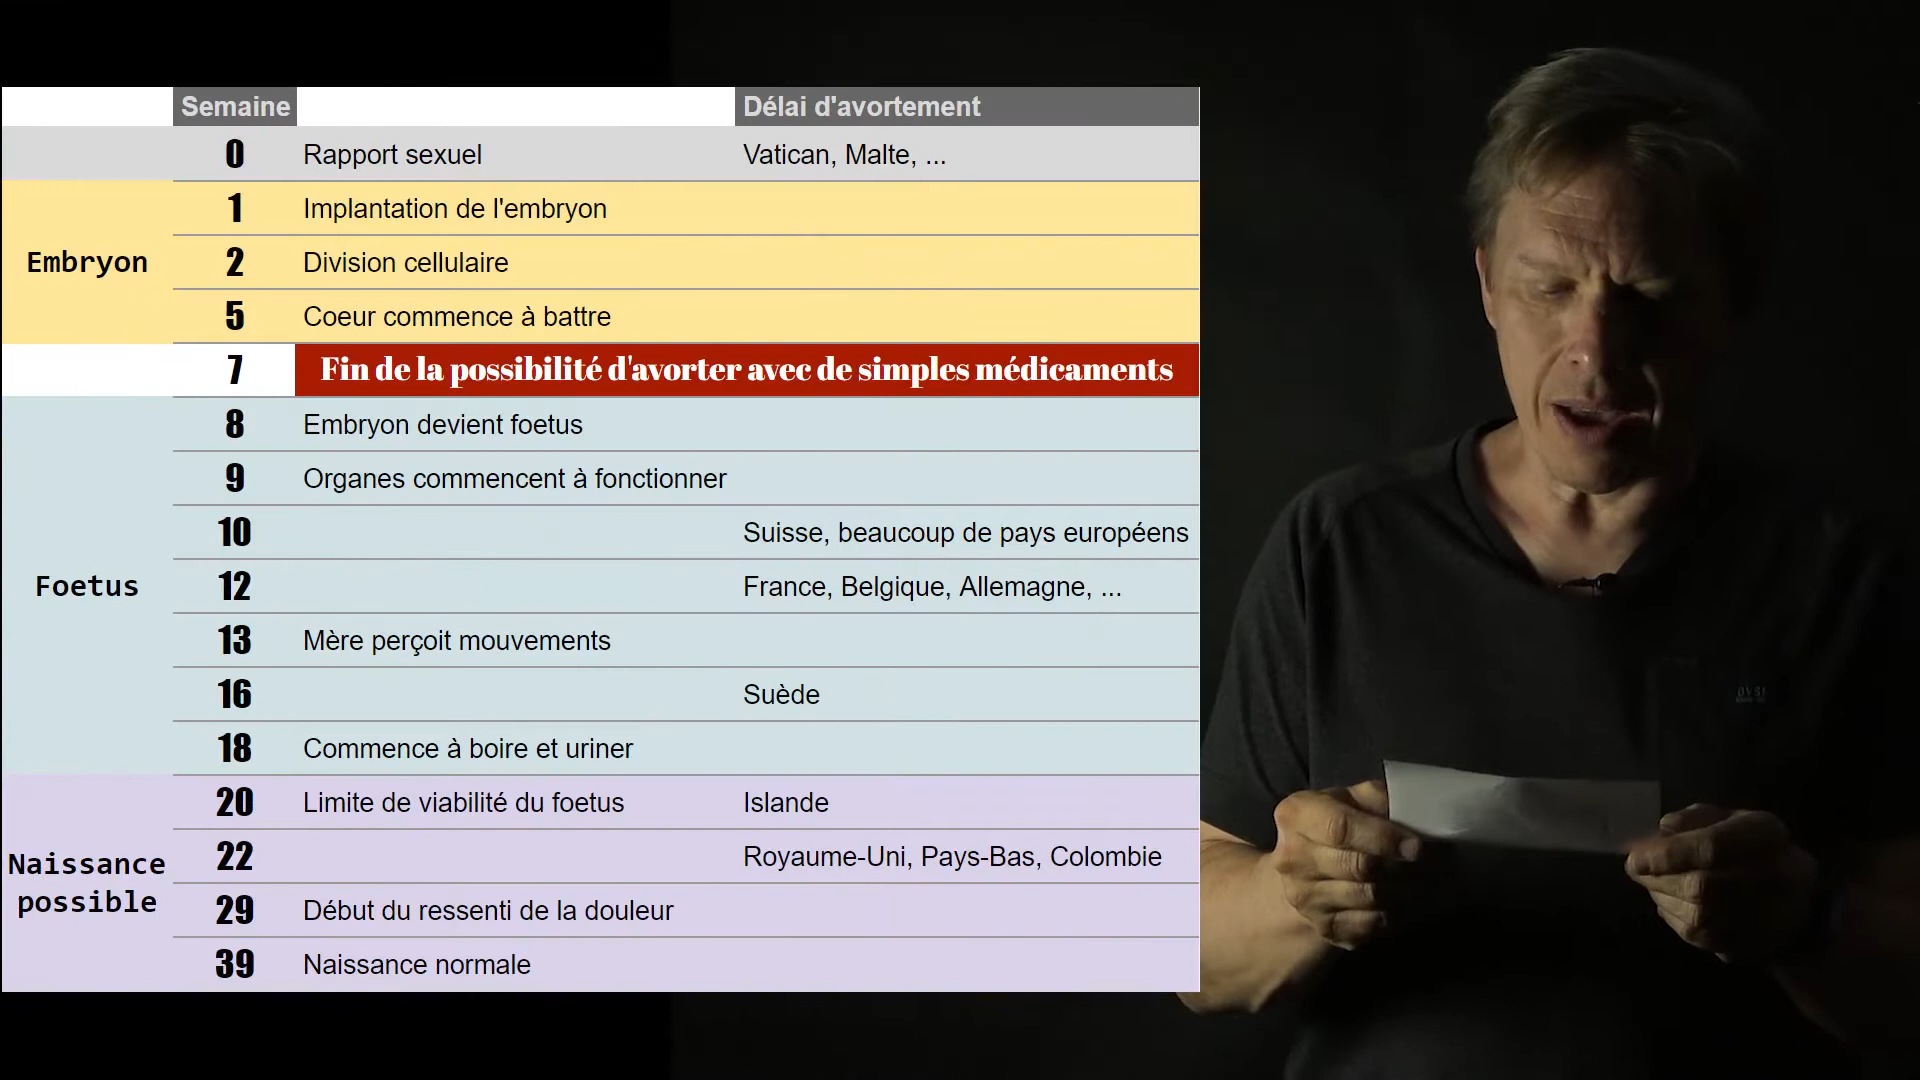 Semaine Délai d'avortement
0 Rapport sexuel Vatican, Malte, ...
1 Implantation de l'embryon
Embryon 2 Division cellulaire
5 Coeur commence à battre
7 Fin de la possibilité d'avorter avec de simples médicaments
8 Embryon devient foetus
9 Organes commencent à fonctionner
10 Suisse, beaucoup de pays européens
Foetus 12 France, Belgique, Allemagne, ...
13 Mère perçoit mouvements
16 Suède
18 Commence à boire et uriner
20 Limite de viabilité du foetus Islande
22 Royaume-Uni, Pays-Bas, Colombie
Naissance
possible
29 Début du ressenti de la douleur
39 Naissance normale